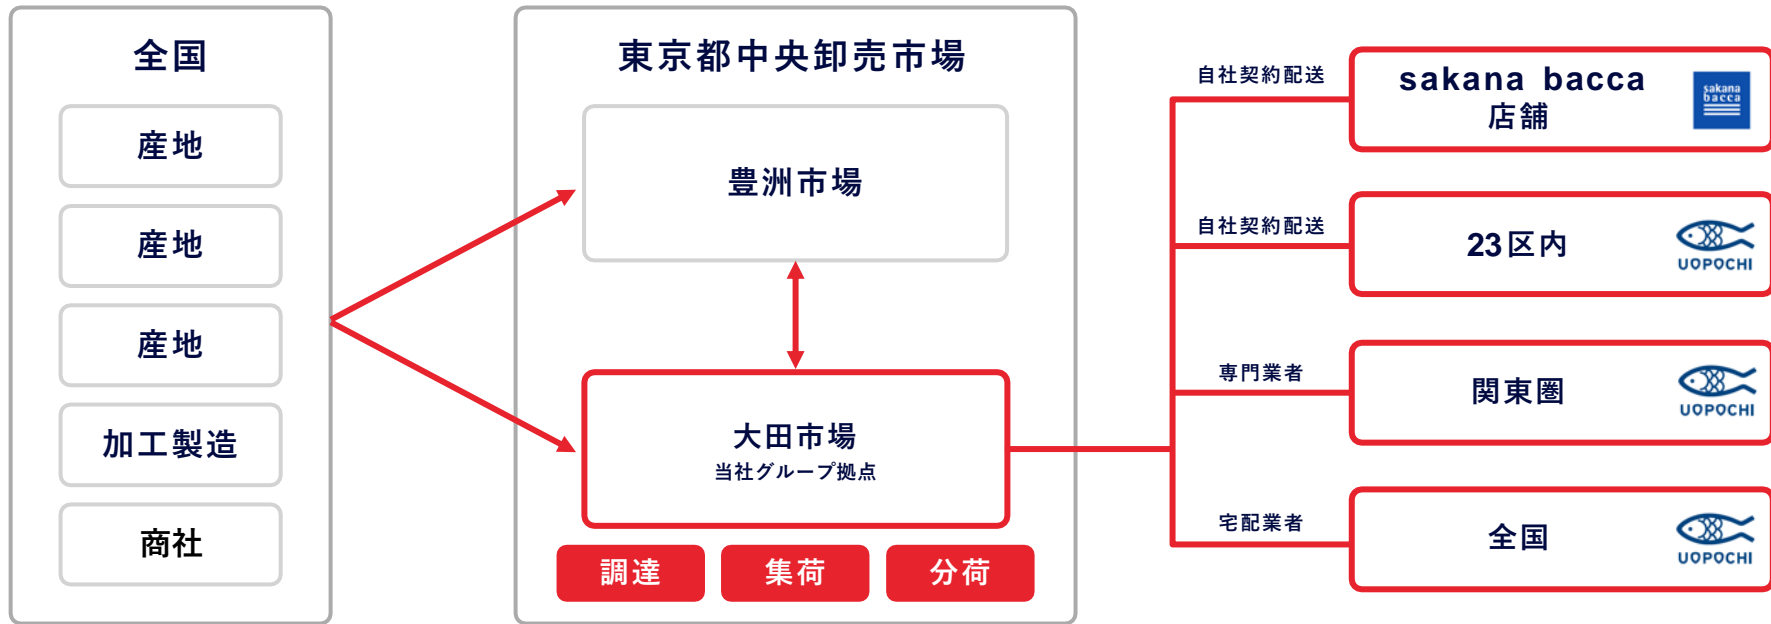 全国
産地
産地
産地
加工製造
商社
東京都中央卸売市場
豊洲市場
大田市場
当社グループ拠点
調達
集荷
分荷
自社契約配送
sakana bacca
店舗
sakana
bacca
自社契約配送
23区内
UOPOCHI
専門業者
関東圏
UOPOCHI
宅配業者
全国
UOPOCHI